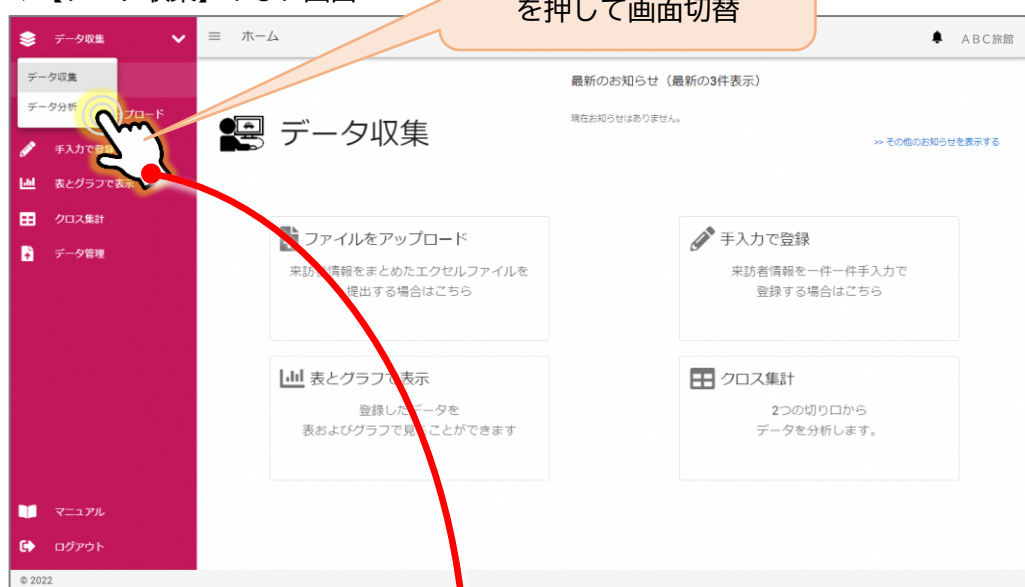 を押して画面切替
データ収集
ホーム
ABC旅館
データ収集
データ分析
プロード
手入力で登録
表とグラフで表示
クロス集計
データ管理
マニュアル
ログアウト
© 2022
データ収集
最新のお知らせ（最新の3件表示）
現在お知らせはありません。
>> その他のお知らせを表示する
ファイルをアップロード
来訪者情報をまとめたエクセルファイルを
提出する場合はこちら
手入力で登録
来訪者情報を一件一件手入力で
登録する場合はこちら
表とグラフで表示
登録したデータを
表およびグラフで見ることができます
クロス集計
2つの切り口から
データを分析します。